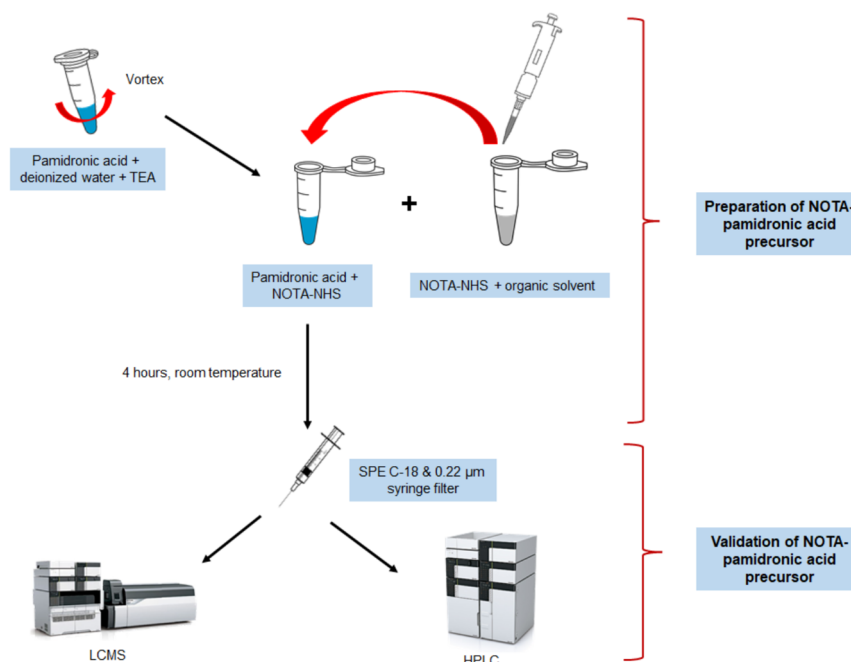 Vortex
Pamidronic acid +
deionized water + TEA
+
Pamidronic acid +
NOTA-NHS
NOTA-NHS + organic solvent
Preparation of NOTA-
pamidronic acid
precursor
4 hours, room temperature
SPE C-18 & 0.22 µm
syringe filter
Validation of NOTA-
pamidronic acid
precursor
LCMS
HPLC